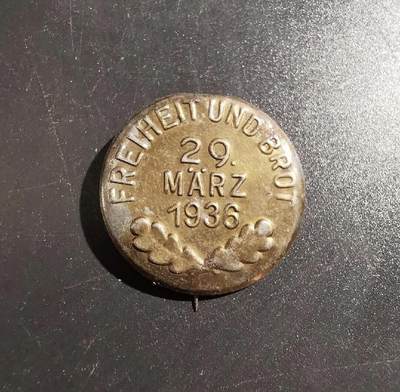 FREIHEIT UND BROT
29.
MÄRZ
1936